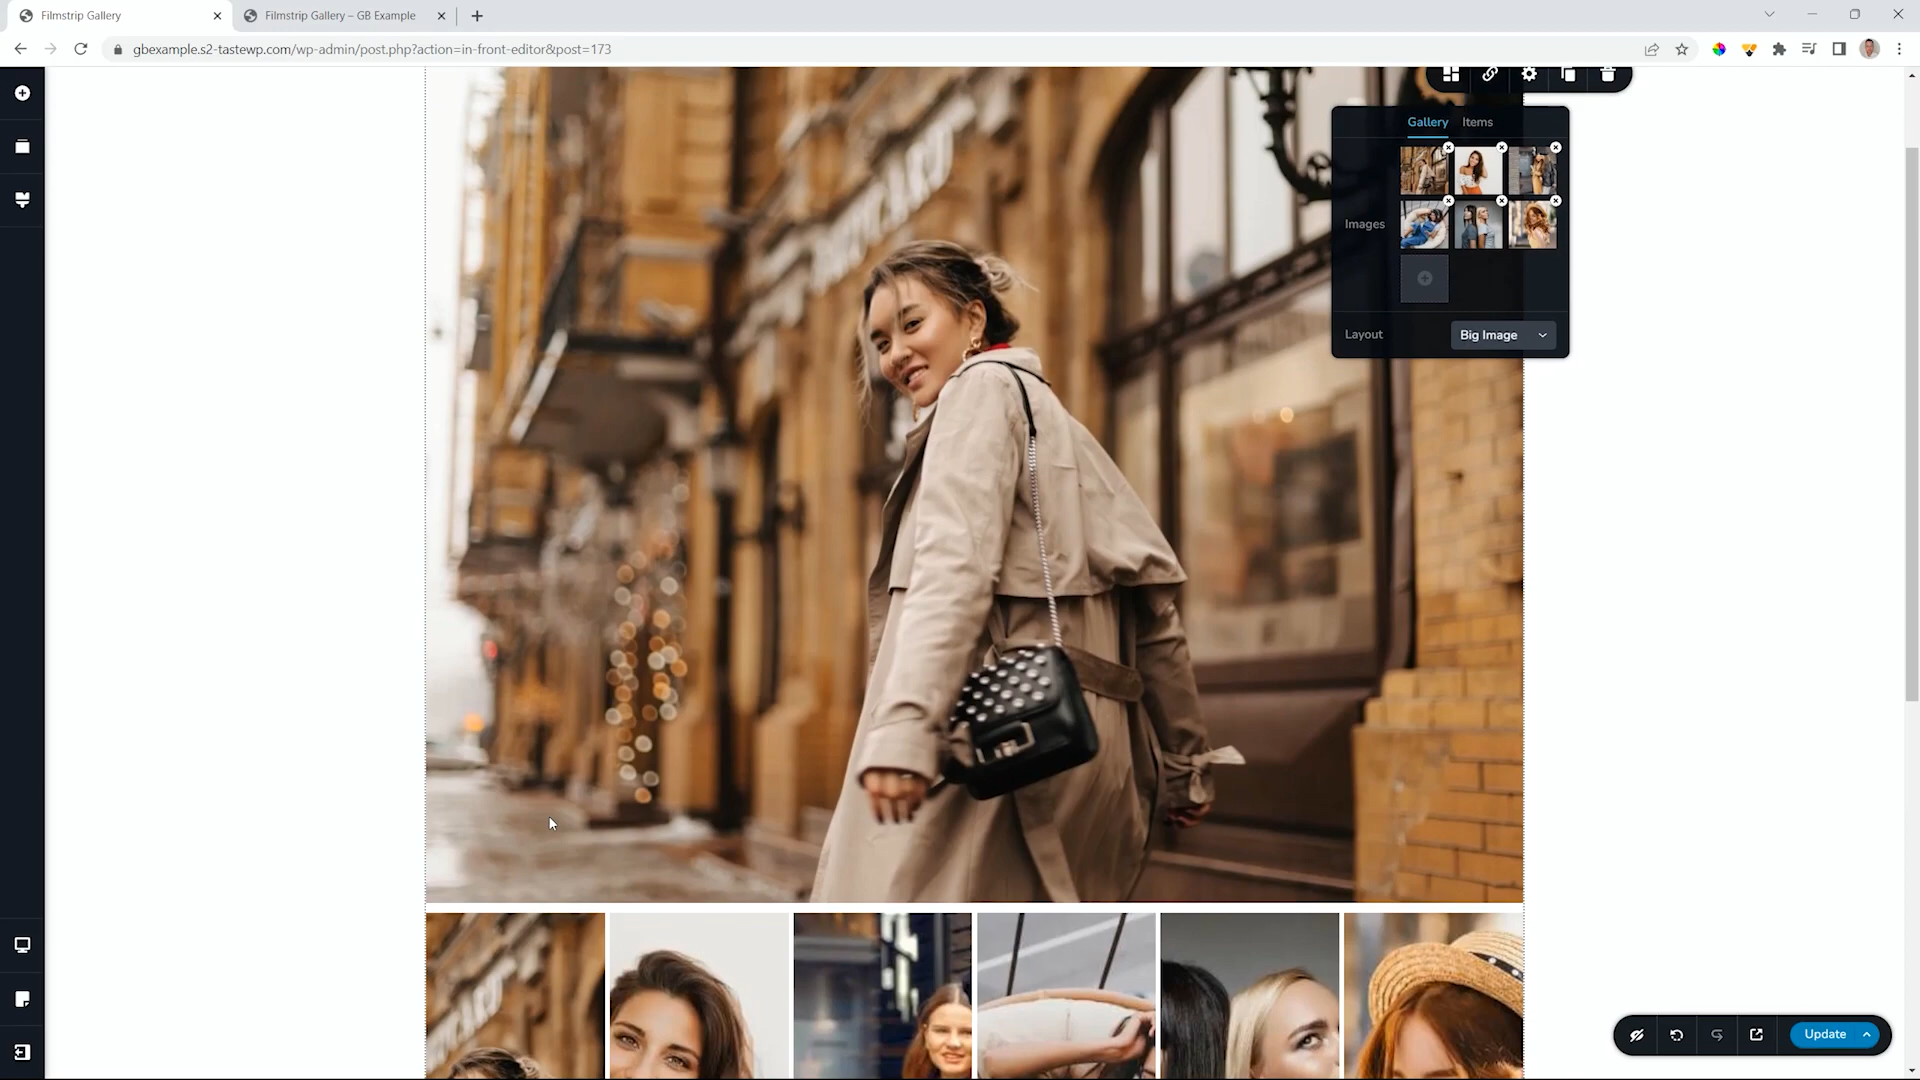 Filmstrip Gallery
Filmstrip Gallery – GB Example
gbexample.s2-tastewp.com/wp-admin/post.php?action=in-front-editor&post=173
Gallery
Items
Images
Layout
Big Image
Update